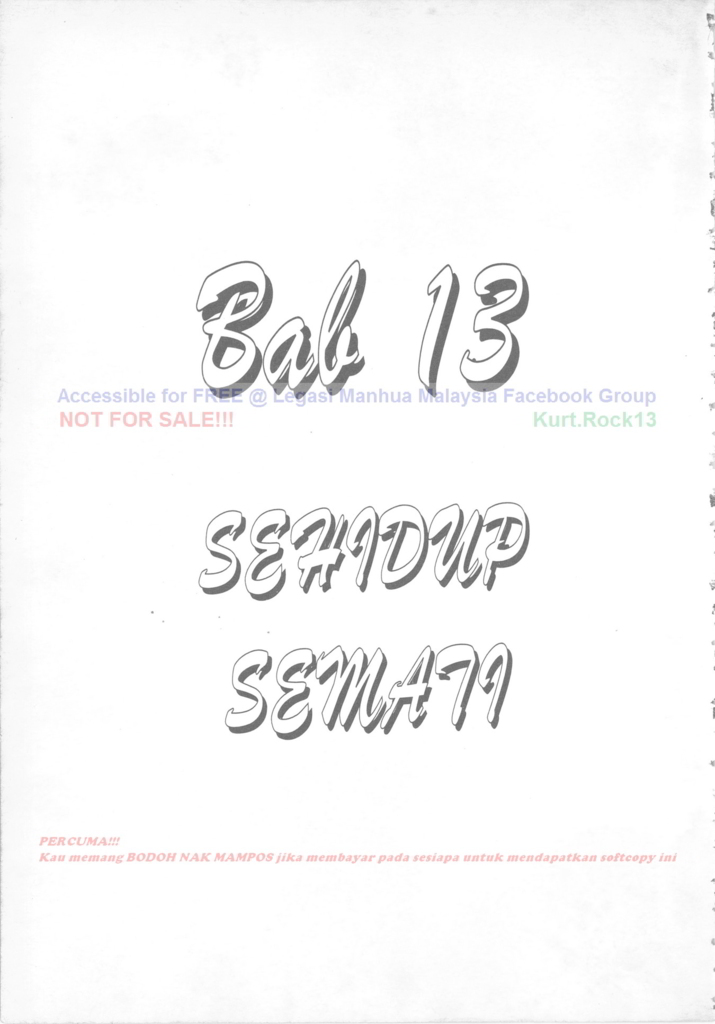 Bab 13
Accessible for FREE @ Legasi Manhua Malaysia Facebook Group
NOT FOR SALE!!! Kurt.Rock13
SEHIDUP
SEMATI
PERCUMA!!!
Kau memang BODOH NAK MAMPOS jika membayar pada sesiapa untuk mendapatkan softcopy ini